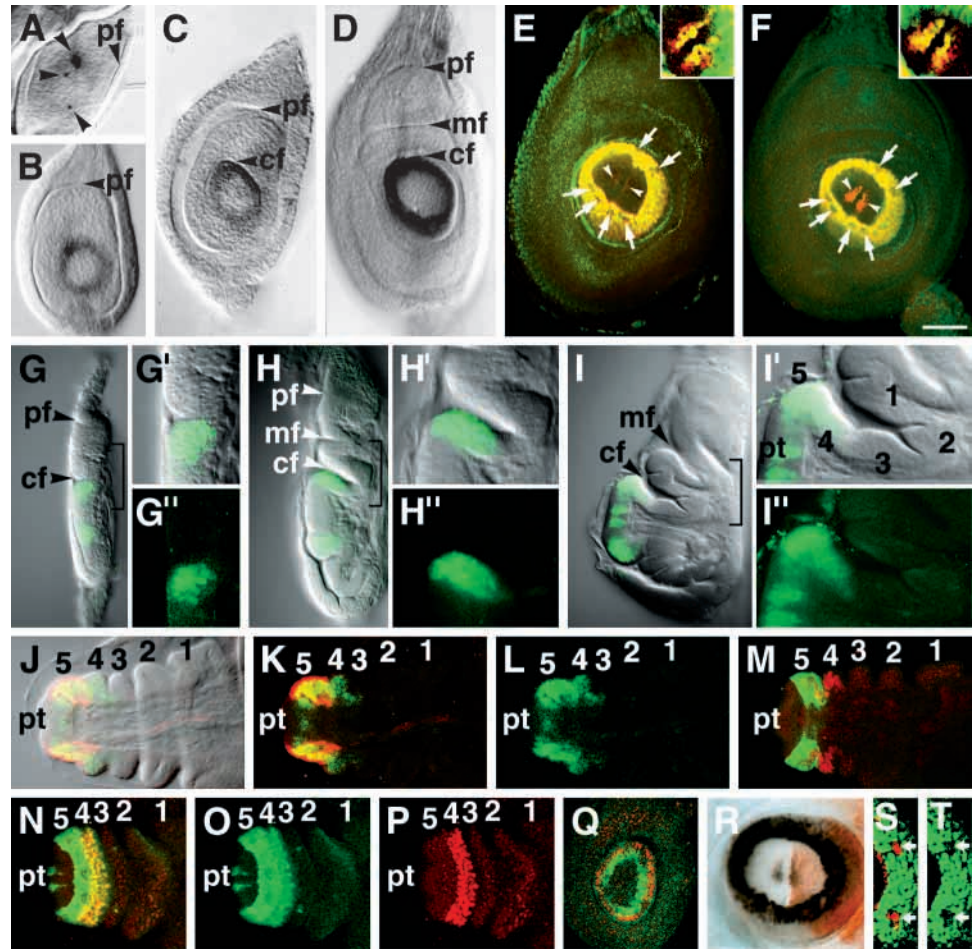 A pf
B pf
C pf cf
D pf mf cf
E
F
G pf cf
G'
G"
H pf mf cf
H'
H"
I mf cf
I' 5 1 pt 4 3 2
I"
J 5 4 3 2 1 pt
K 5 4 3 2 1 pt
L 5 4 3 2 1 pt
M 5 4 3 2 1 pt
N 5 4 3 2 1 pt
O 5 4 3 2 1
P 5 4 3 2 1
Q
R
S
T